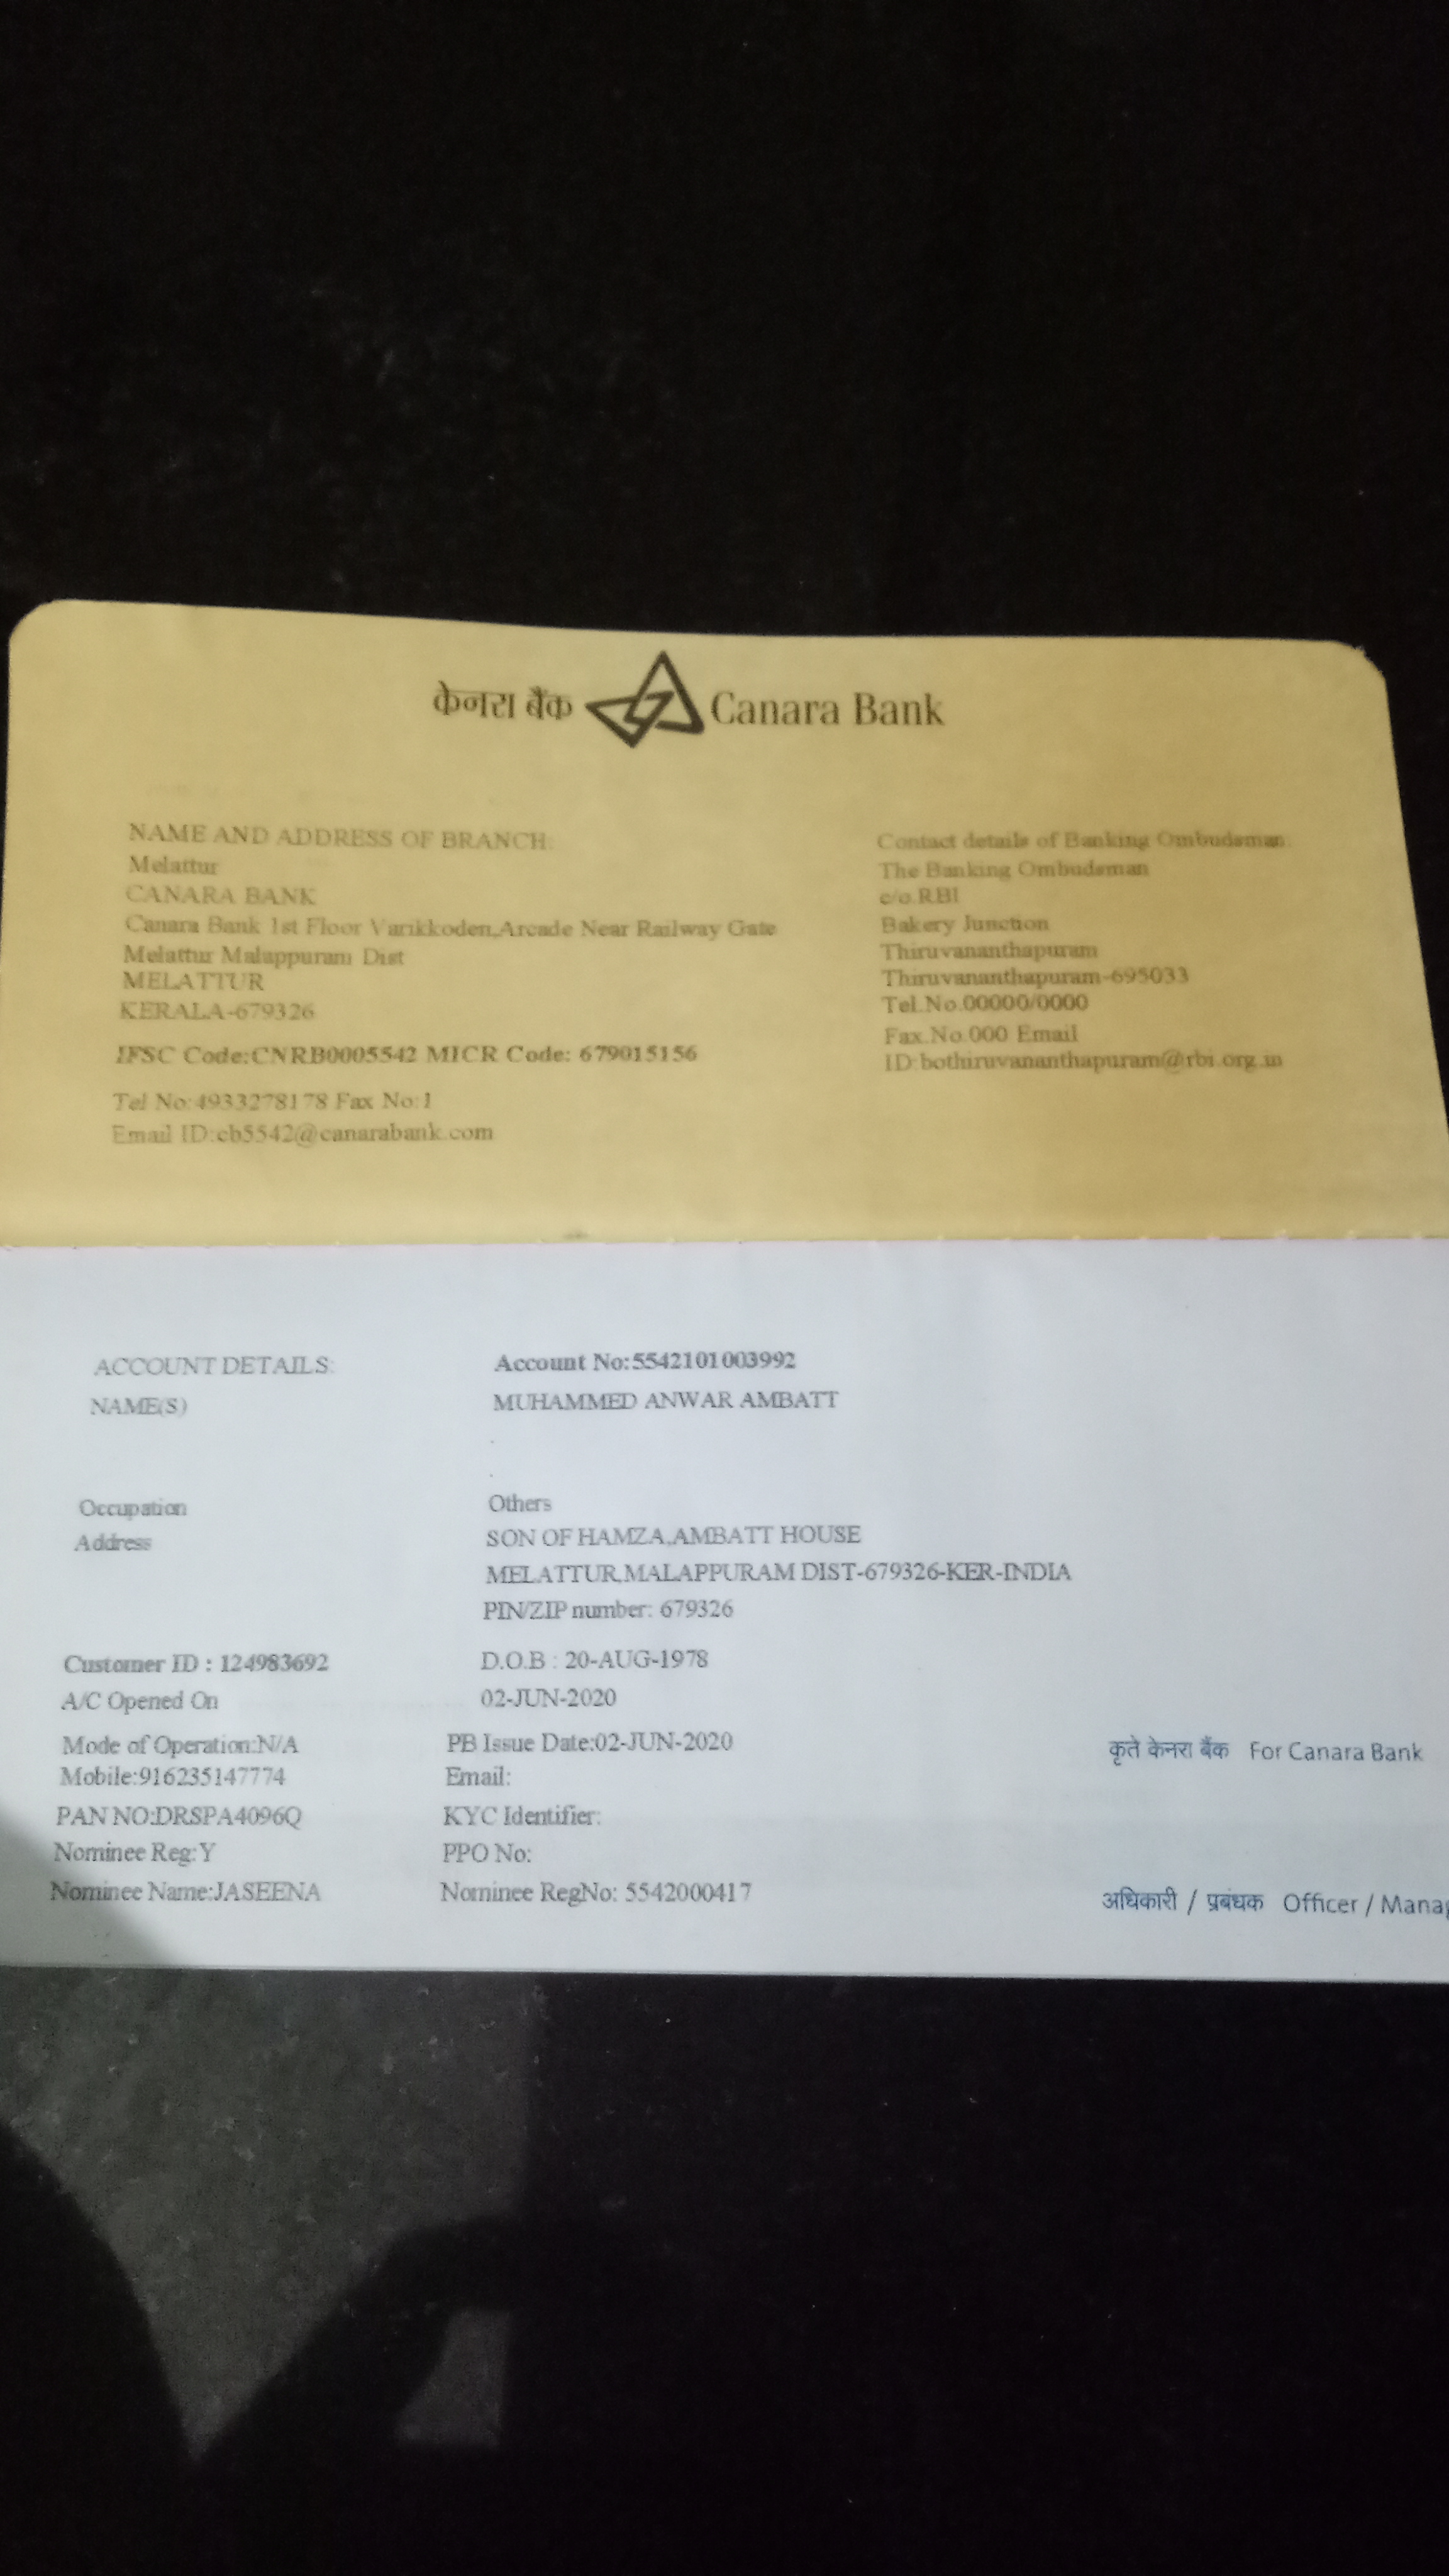 केनरा बैंक Canara Bank
NAME AND ADDRESS OF BRANCH:
Melattur
CANARA BANK
Canara Bank 1st Floor Varikkoden,Arcade Near Railway Gate
Melattur Malappuram Dist
MELATTUR
KERALA-679326
IFSC Code:CNRB0005542 MICR Code: 679015156
Tel No:4933278178 Fax No:1
Email ID:cb5542@canarabank.com
Contact details of Banking Ombudsman:
The Banking Ombudsman
c/o.RBI
Bakery Junction
Thiruvananthapuram
Thiruvananthapuram-695033
Tel.No.00000/0000
Fax.No.000 Email
ID:bothiruvananthapuram@rbi.org.in
ACCOUNT DETAILS: Account No:5542101003992
NAME(S) MUHAMMED ANWAR AMBATT
Occupation Others
Address SON OF HAMZA,AMBATT HOUSE
MELATTUR,MALAPPURAM DIST-679326-KER-INDIA
PIN/ZIP number: 679326
Customer ID : 124983692 D.O.B : 20-AUG-1978
A/C Opened On 02-JUN-2020
Mode of Operation:N/A PB Issue Date:02-JUN-2020
Mobile:916235147774 Email:
PAN NO:DRSPA4096Q KYC Identifier:
Nominee Reg:Y PPO No:
Nominee Name:JASEENA Nominee RegNo: 5542000417
कृते केनरा बैंक For Canara Bank
अधिकारी / प्रबंधक Officer / Manag